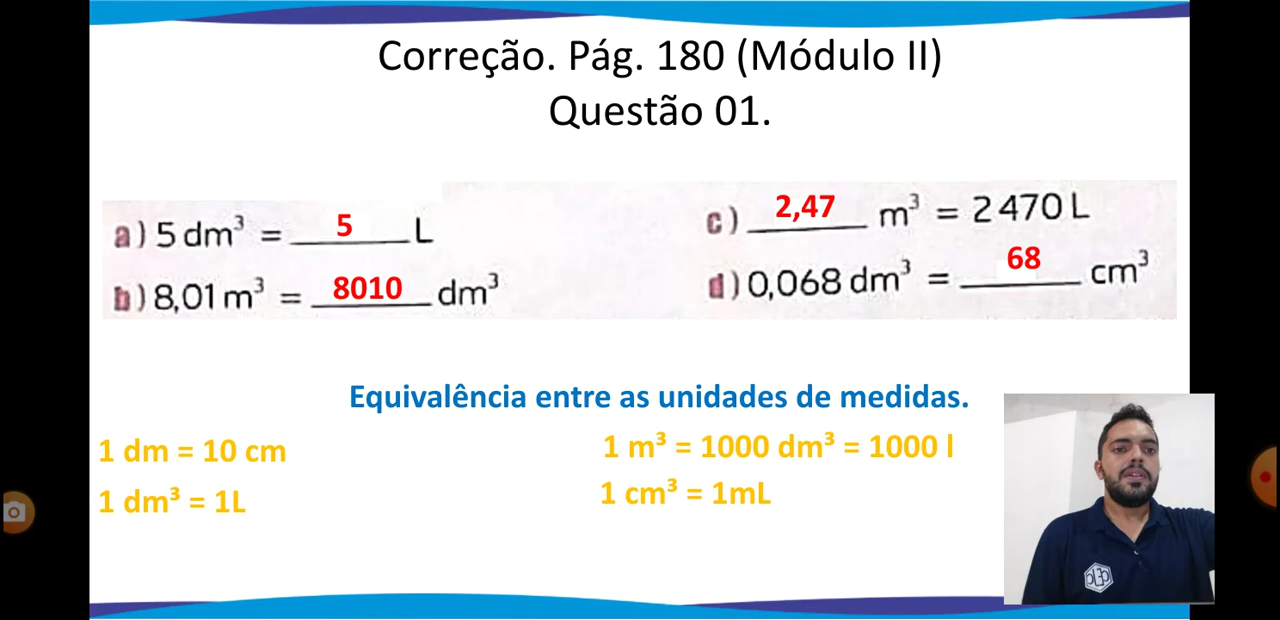 Correção. Pág. 180 (Módulo II)
Questão 01.
a) 5 dm³ = 5 L
b) 8,01 m³ = 8010 dm³
c) 2,47 m³ = 2470 L
d) 0,068 dm³ = 68 cm³
Equivalência entre as unidades de medidas.
1 dm = 10 cm
1 dm³ = 1L
1 m³ = 1000 dm³ = 1000 l
1 cm³ = 1mL